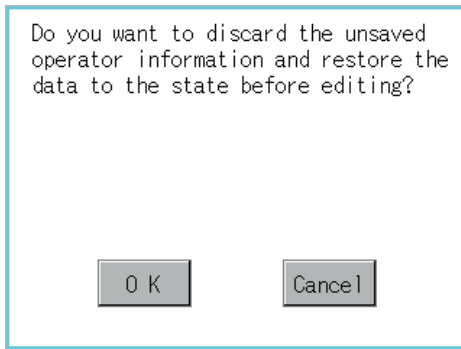 Do you want to discard the unsaved
operator information and restore the
data to the state before editing?
O K
Cancel